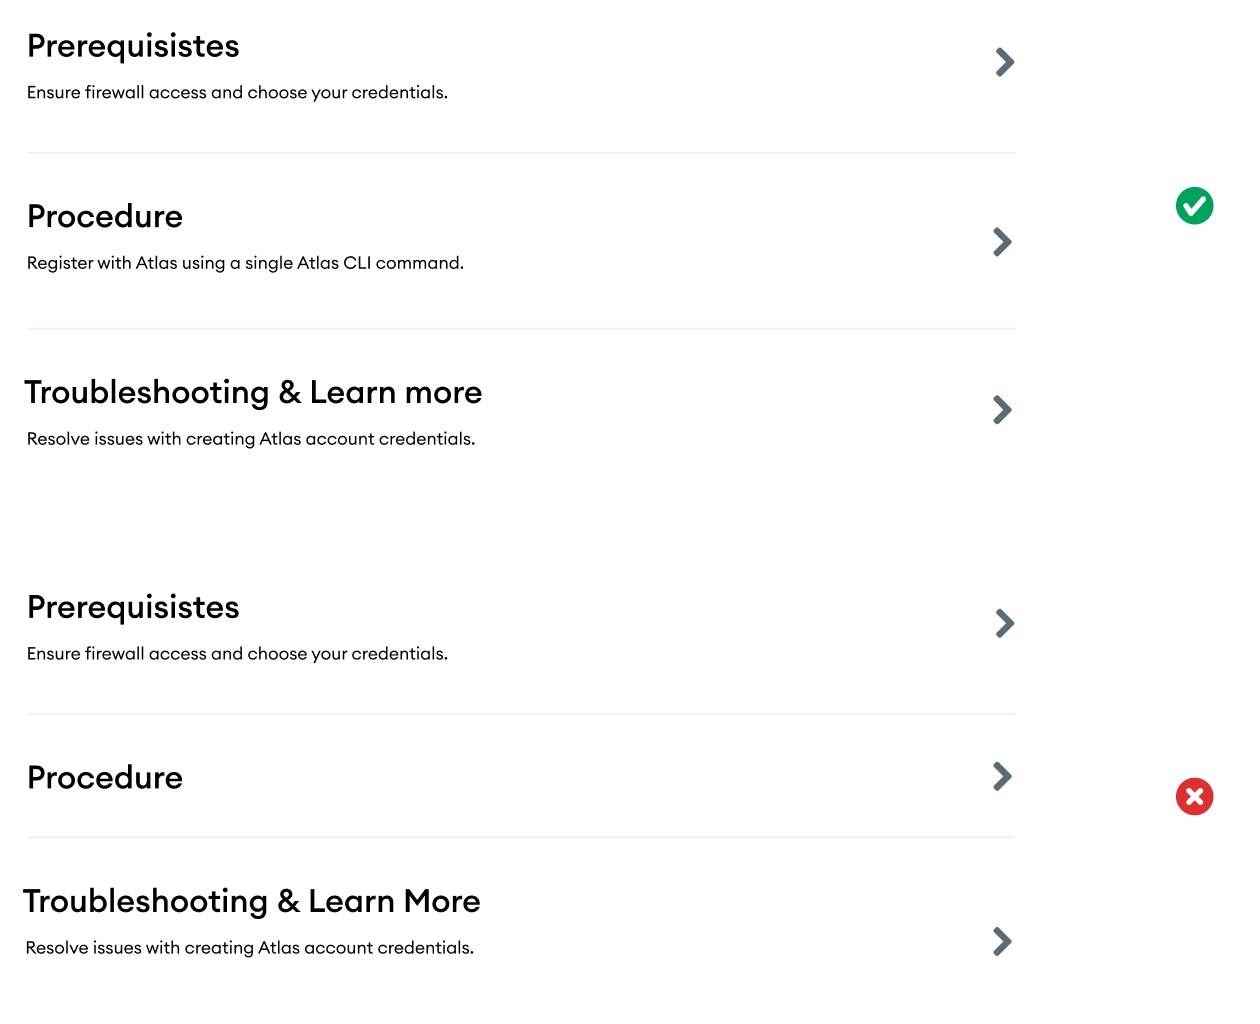 Prerequisistes
Ensure firewall access and choose your credentials.
Procedure
Register with Atlas using a single Atlas CLI command.
Troubleshooting & Learn more
Resolve issues with creating Atlas account credentials.
Prerequisistes
Ensure firewall access and choose your credentials.
Procedure
Troubleshooting & Learn More
Resolve issues with creating Atlas account credentials.